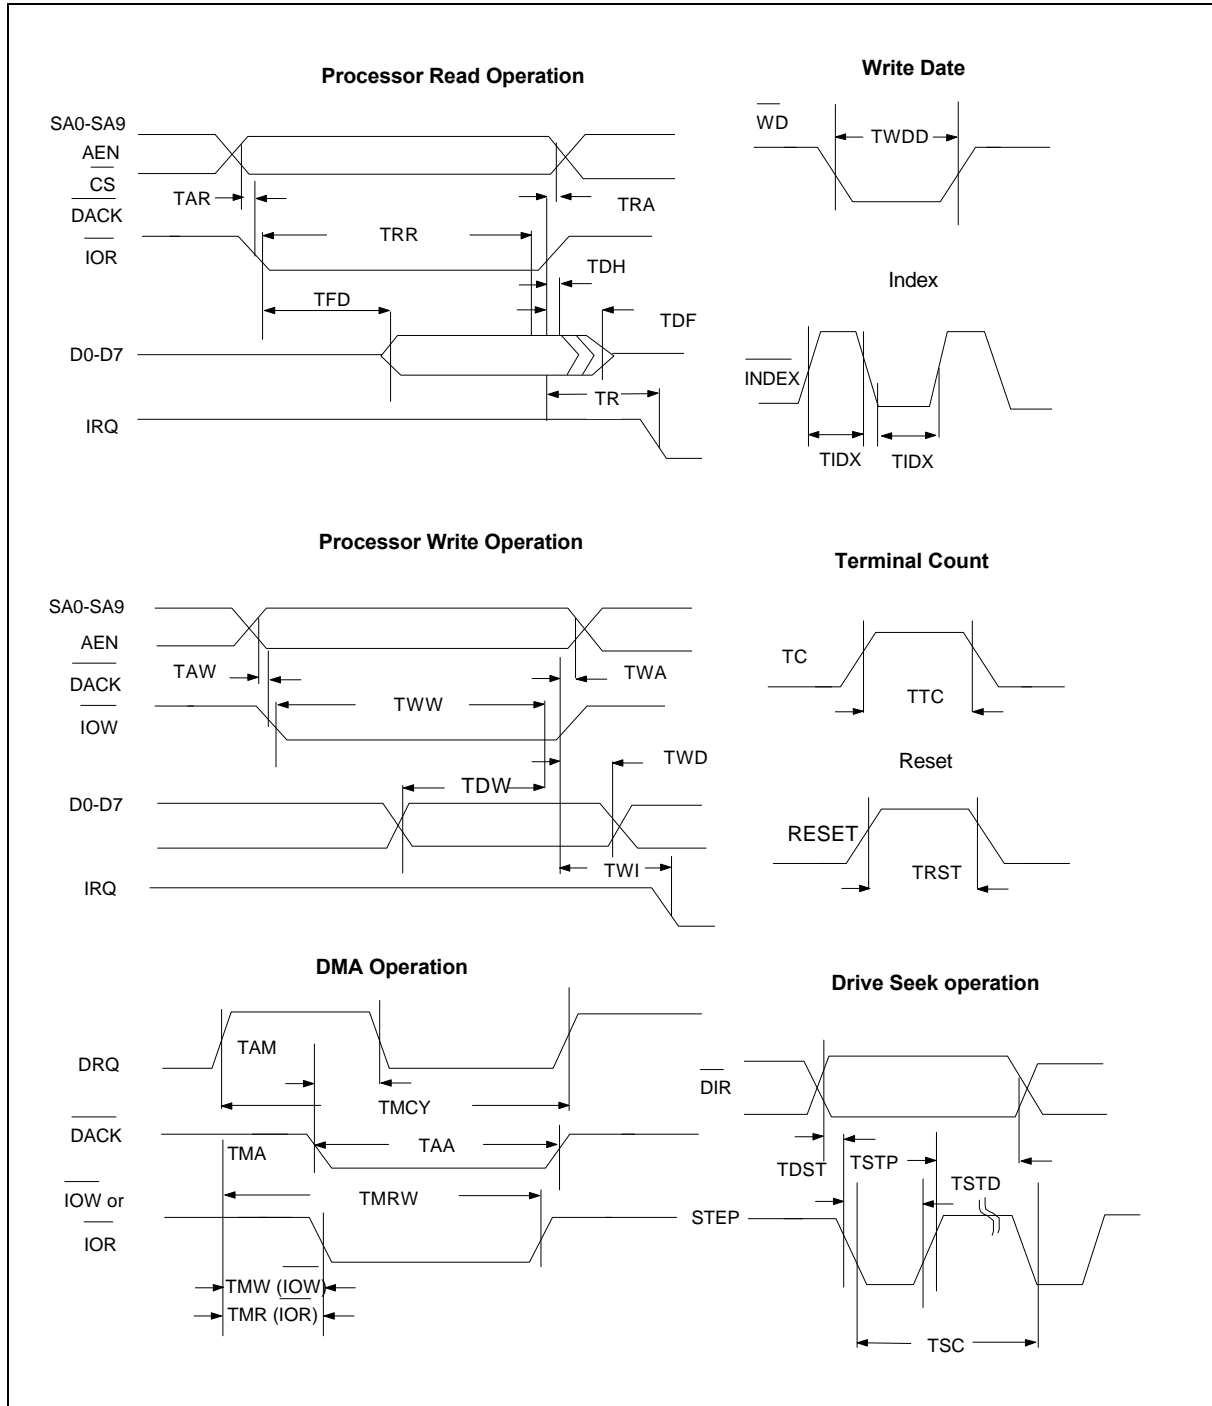 Processor Read Operation
SA0-SA9
AEN
CS
DACK
IOR
TAR
TRA
TRR
TDH
TFD
TDF
D0-D7
TR
IRQ
Write Date
WD
TWDD
Index
INDEX
TIDX
TIDX
Processor Write Operation
SA0-SA9
AEN
DACK
IOW
TAW
TWA
TWW
TWD
TDW
D0-D7
TWI
IRQ
Terminal Count
TC
TTC
Reset
RESET
TRST
DMA Operation
DRQ
TAM
TMCY
DACK
TMA
TAA
IOW or
IOR
TMRW
TMW (IOW)
TMR (IOR)
Drive Seek operation
DIR
TDST
TSTP
TSTD
STEP
TSC